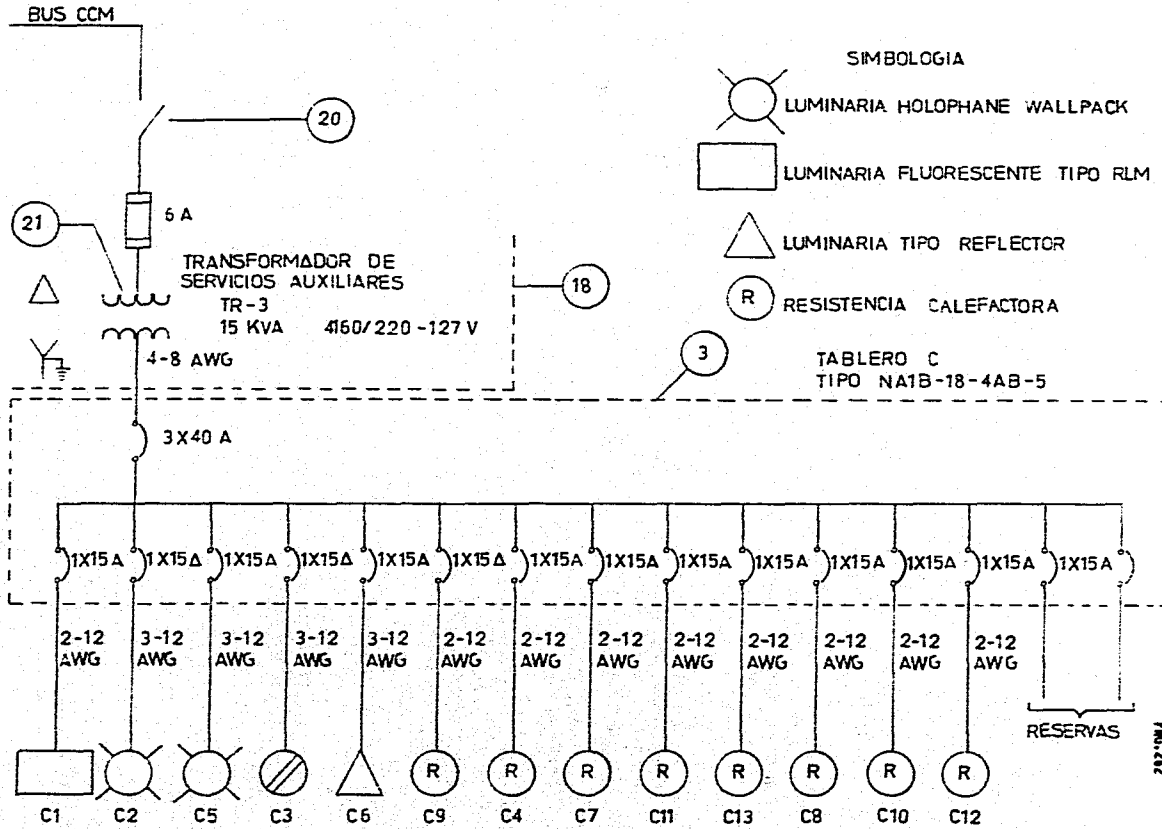 BUS CCM
20
6 A
21
TRANSFORMADOR DE
SERVICIOS AUXILIARES
TR-3
15 KVA 4160/220-127 V
4-8 AWG
18
SIMBOLOGIA
LUMINARIA HOLOPHANE WALLPACK
LUMINARIA FLUORESCENTE TIPO RLM
LUMINARIA TIPO REFLECTOR
R RESISTENCIA CALEFACTORA
3
TABLERO C
TIPO NA1B-18-4AB-5
3X40 A
1X15A 1X15A 1X15A 1X15A 1X15A 1X15A 1X15A 1X15A 1X15A 1X15A 1X15A 1X15A 1X15A 1X15A
2-12 3-12 3-12 3-12 3-12 2-12 2-12 2-12 2-12 2-12 2-12 2-12 2-12
AWG AWG AWG AWG AWG AWG AWG AWG AWG AWG AWG AWG AWG
RESERVAS
R R R R R R R R
C1 C2 C5 C3 C6 C9 C4 C7 C11 C13 C8 C10 C12